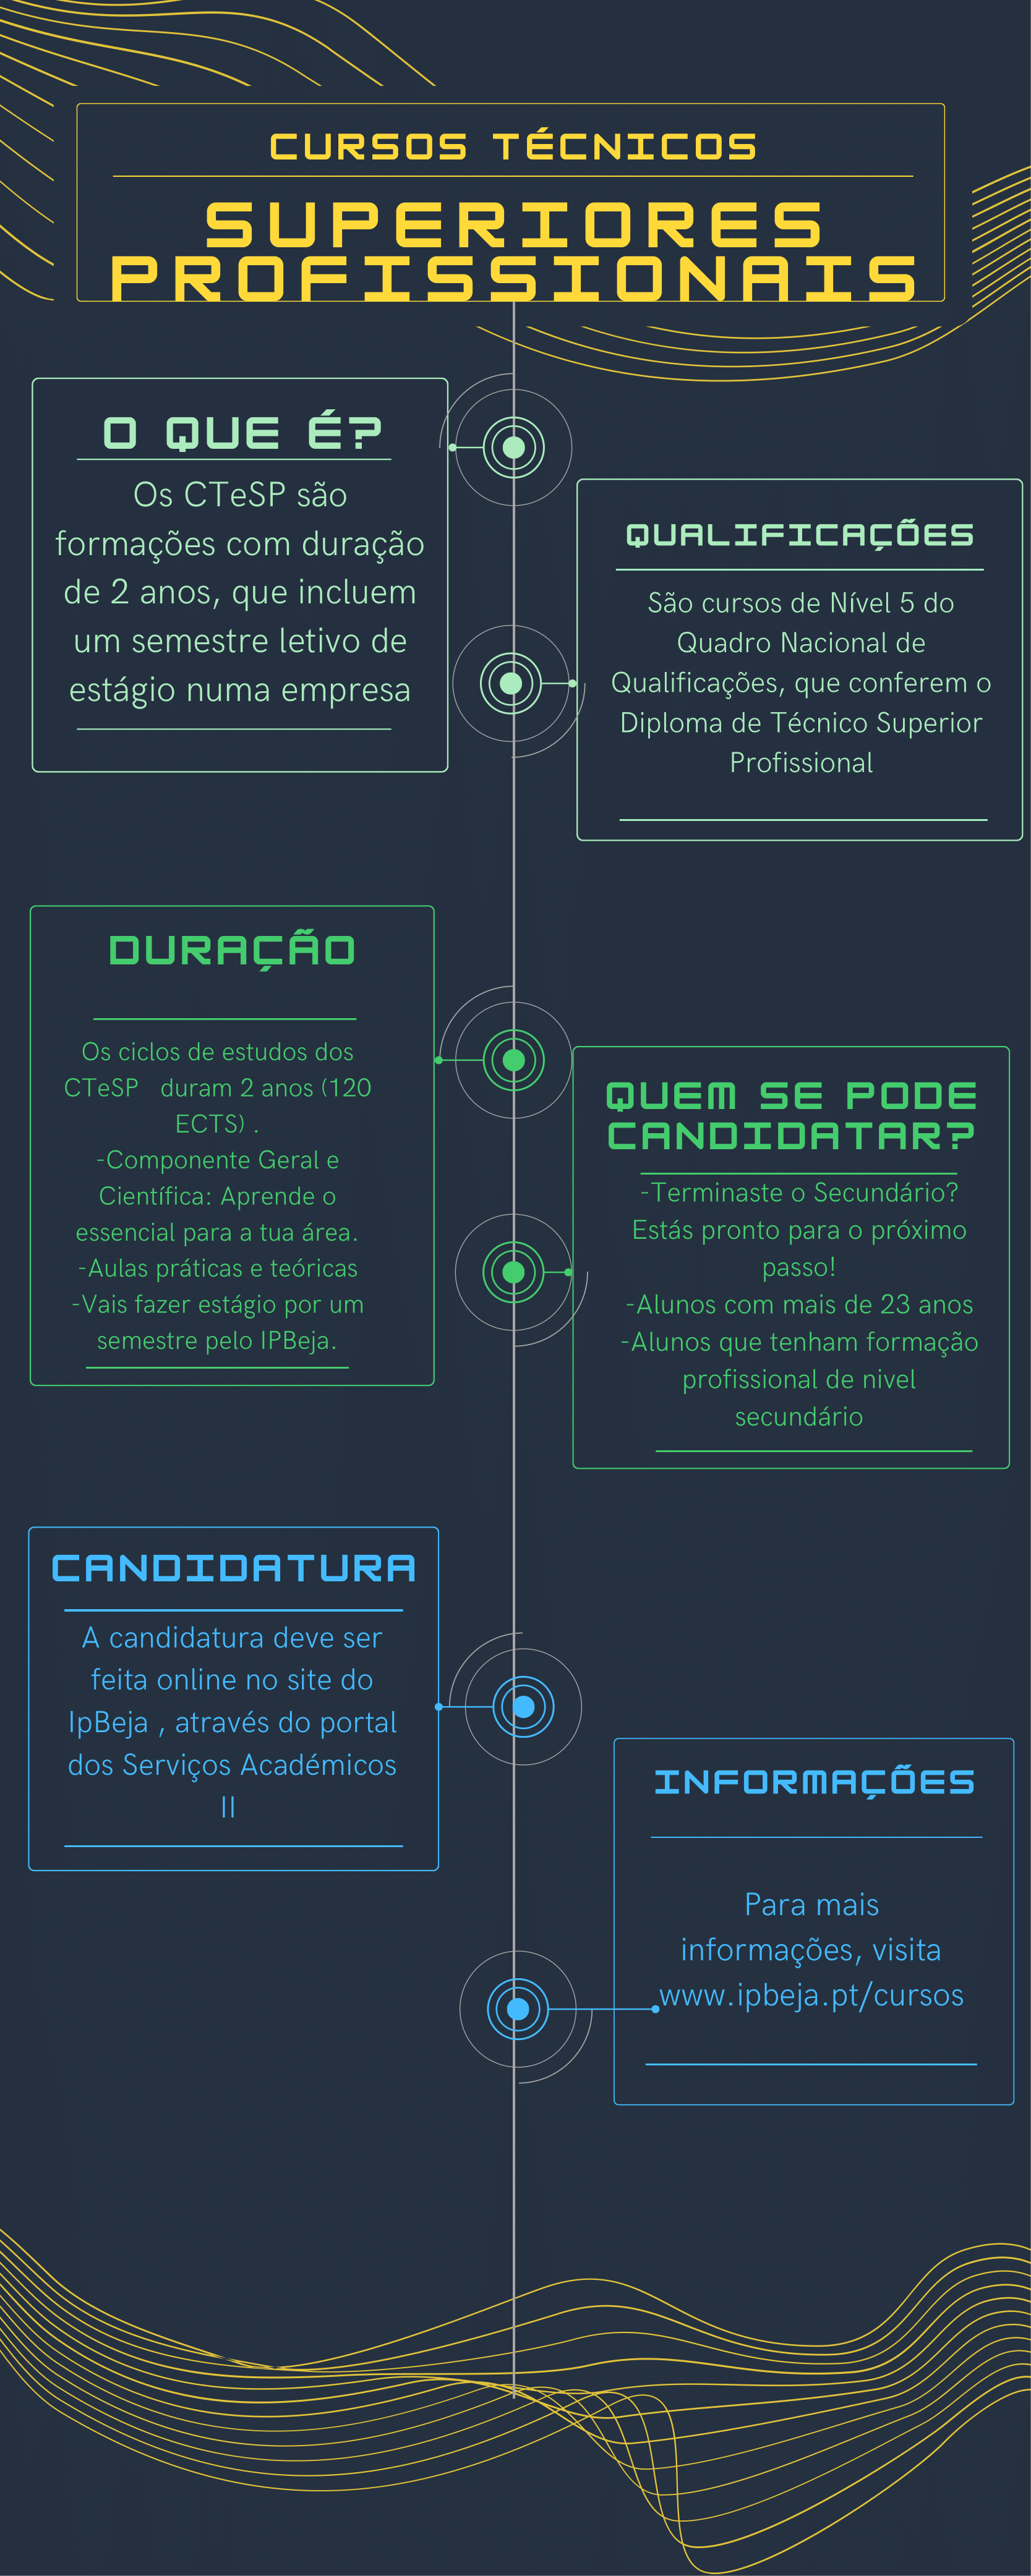 CURSOS TÉCNICOS
SUPERIORES
PROFISSIONAIS
O QUE É?
Os CTeSP são
formações com duração
de 2 anos, que incluem
um semestre letivo de
estágio numa empresa
QUALIFICAÇÕES
São cursos de Nível 5 do
Quadro Nacional de
Qualificações, que conferem o
Diploma de Técnico Superior
Profissional
DURAÇÃO
Os ciclos de estudos dos
CTeSP duram 2 anos (120
ECTS) .
-Componente Geral e
Científica: Aprende o
essencial para a tua área.
-Aulas práticas e teóricas
-Vais fazer estágio por um
semestre pelo IPBeja.
QUEM SE PODE
CANDIDATAR?
-Terminaste o Secundário?
Estás pronto para o próximo
passo!
-Alunos com mais de 23 anos
-Alunos que tenham formação
profissional de nivel
secundário
CANDIDATURA
A candidatura deve ser
feita online no site do
IpBeja , através do portal
dos Serviços Académicos
II
INFORMAÇÕES
Para mais
informações, visita
www.ipbeja.pt/cursos